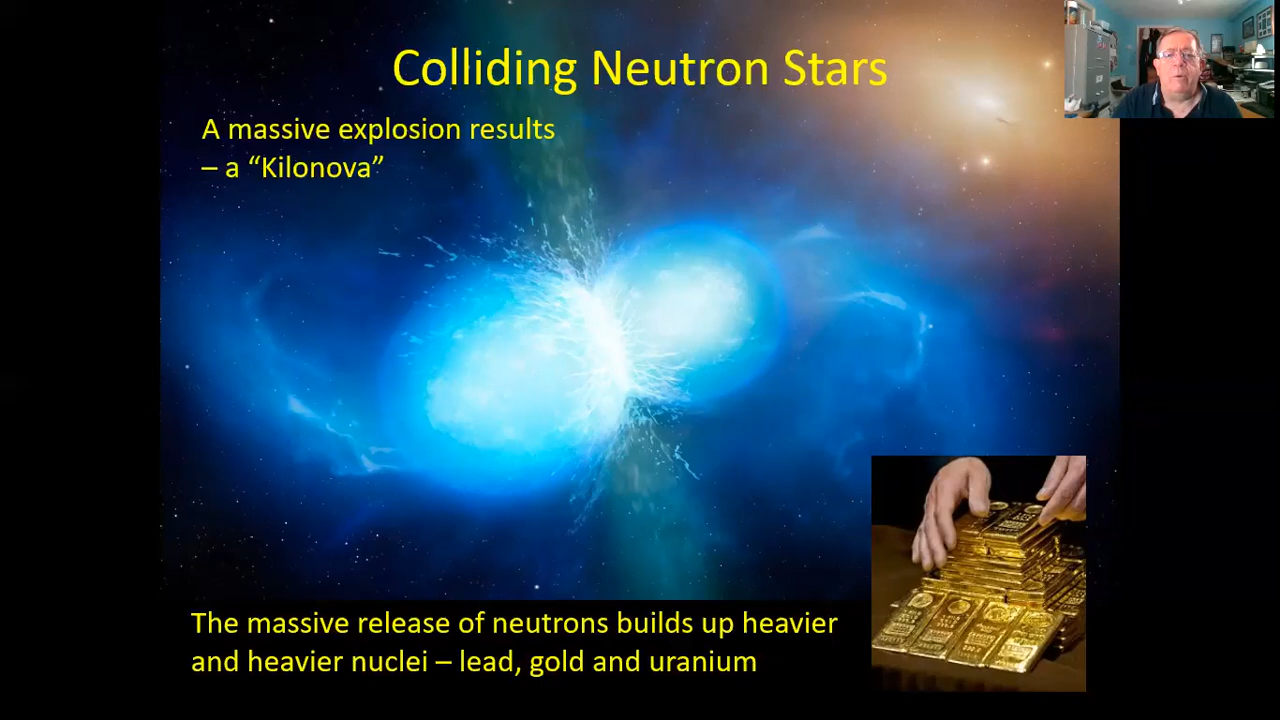 Colliding Neutron Stars
A massive explosion results
– a “Kilonova”
The massive release of neutrons builds up heavier
and heavier nuclei – lead, gold and uranium